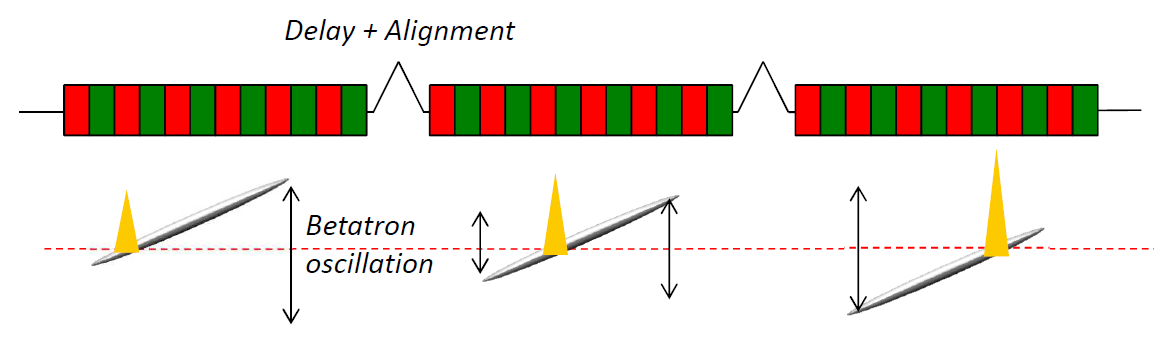 Delay + Alignment
Betatron
oscillation